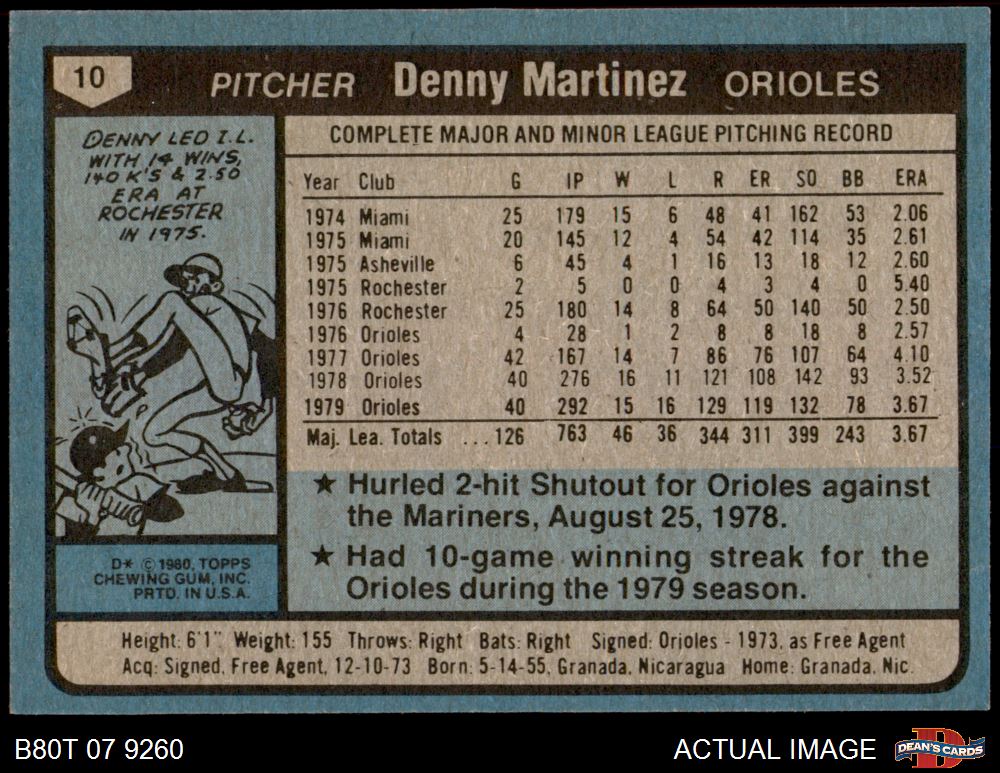 10
PITCHER Denny Martinez ORIOLES
DENNY LED I.L.
WITH 14 WINS,
140 K'S & 2.50
ERA AT
ROCHESTER
IN 1975.
D* © 1980, TOPPS
CHEWING GUM, INC.
PRTD. IN U.S.A.
COMPLETE MAJOR AND MINOR LEAGUE PITCHING RECORD
Year Club G IP W L R ER SO BB ERA
1974 Miami 25 179 15 6 48 41 162 53 2.06
1975 Miami 20 145 12 4 54 42 114 35 2.61
1975 Asheville 6 45 4 1 16 13 18 12 2.60
1975 Rochester 2 5 0 0 4 3 4 0 5.40
1976 Rochester 25 180 14 8 64 50 140 50 2.50
1976 Orioles 4 28 1 2 8 8 18 8 2.57
1977 Orioles 42 167 14 7 86 76 107 64 4.10
1978 Orioles 40 276 16 11 121 108 142 93 3.52
1979 Orioles 40 292 15 16 129 119 132 78 3.67
Maj. Lea. Totals ...126 763 46 36 344 311 399 243 3.67
★ Hurled 2-hit Shutout for Orioles against
the Mariners, August 25, 1978.
★ Had 10-game winning streak for the
Orioles during the 1979 season.
Height: 6'1" Weight: 155 Throws: Right Bats: Right Signed: Orioles - 1973, as Free Agent
Acq: Signed, Free Agent, 12-10-73 Born: 5-14-55, Granada, Nicaragua Home: Granada, Nic.
B80T 07 9260
ACTUAL IMAGE
D
DEAN'S CARDS